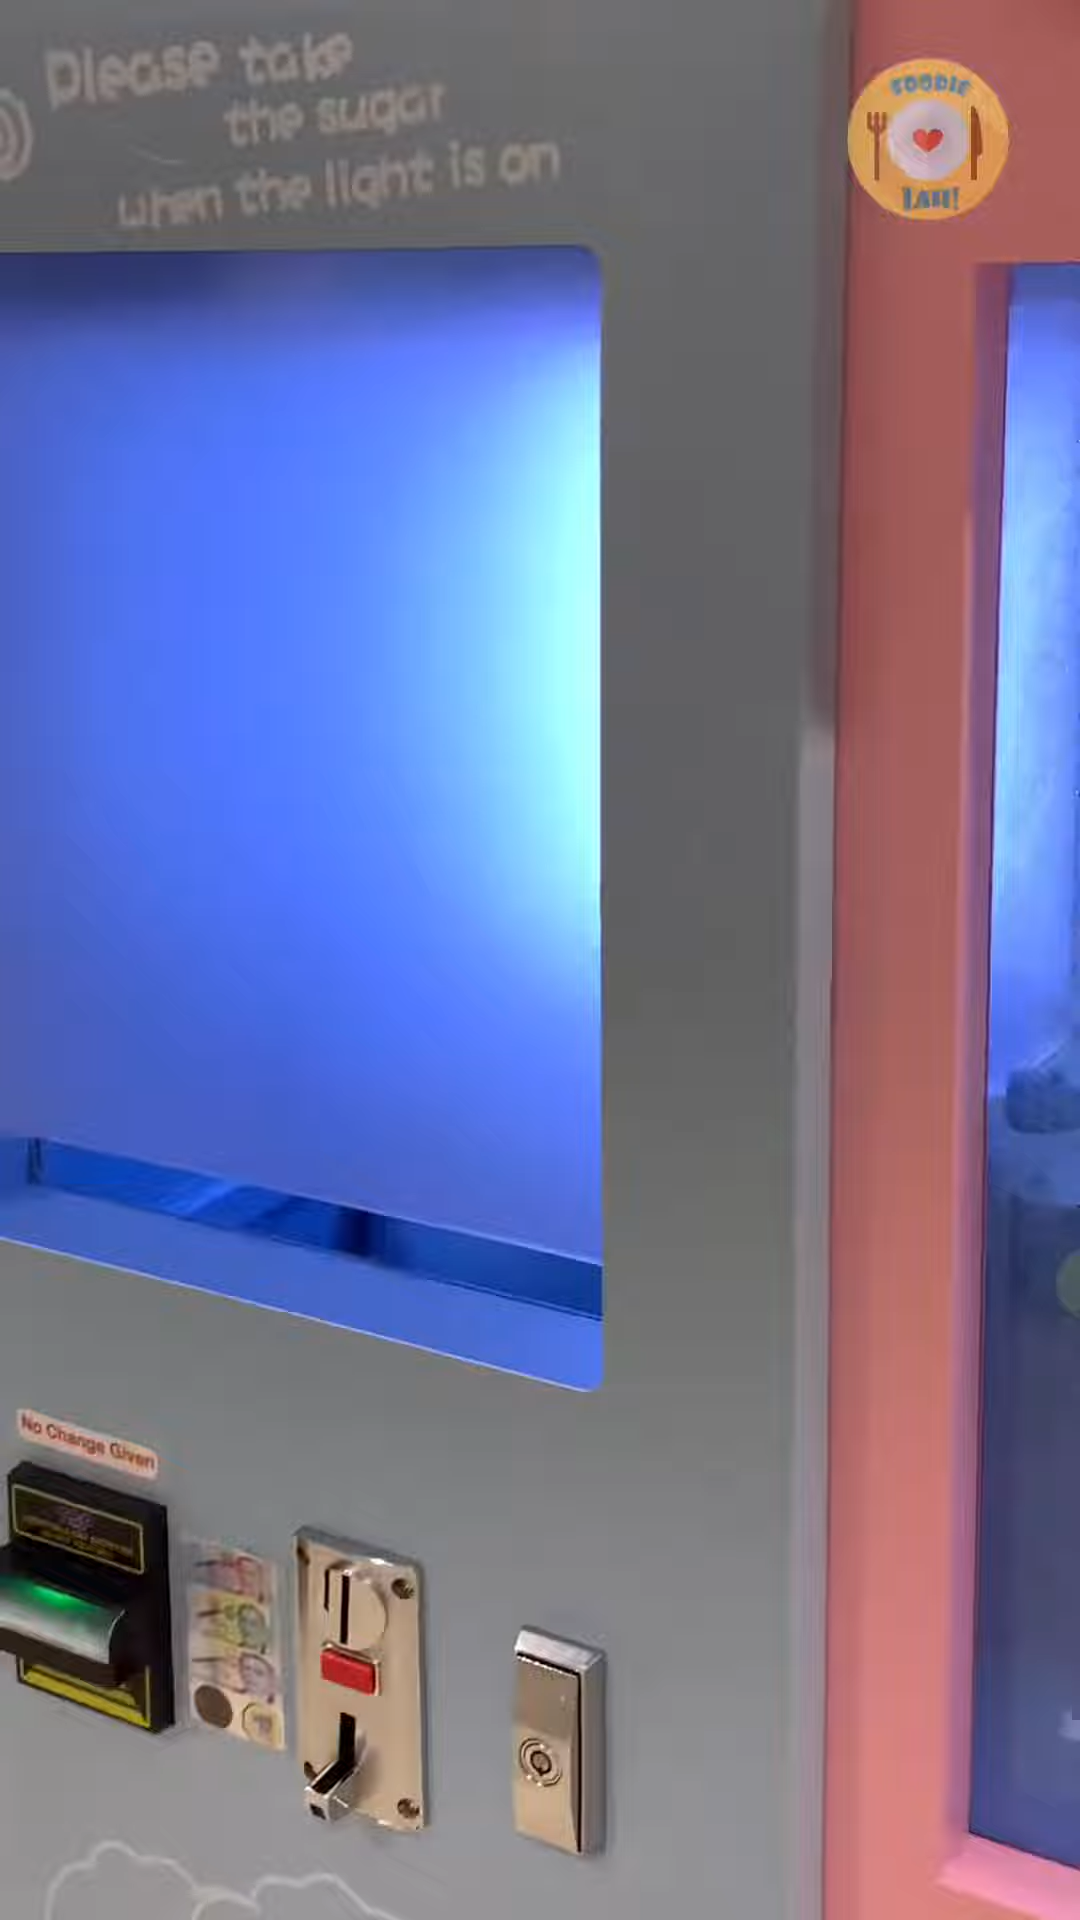 Please take
the sugar
when the light is on
FOODIE
LAH!
No Change Given